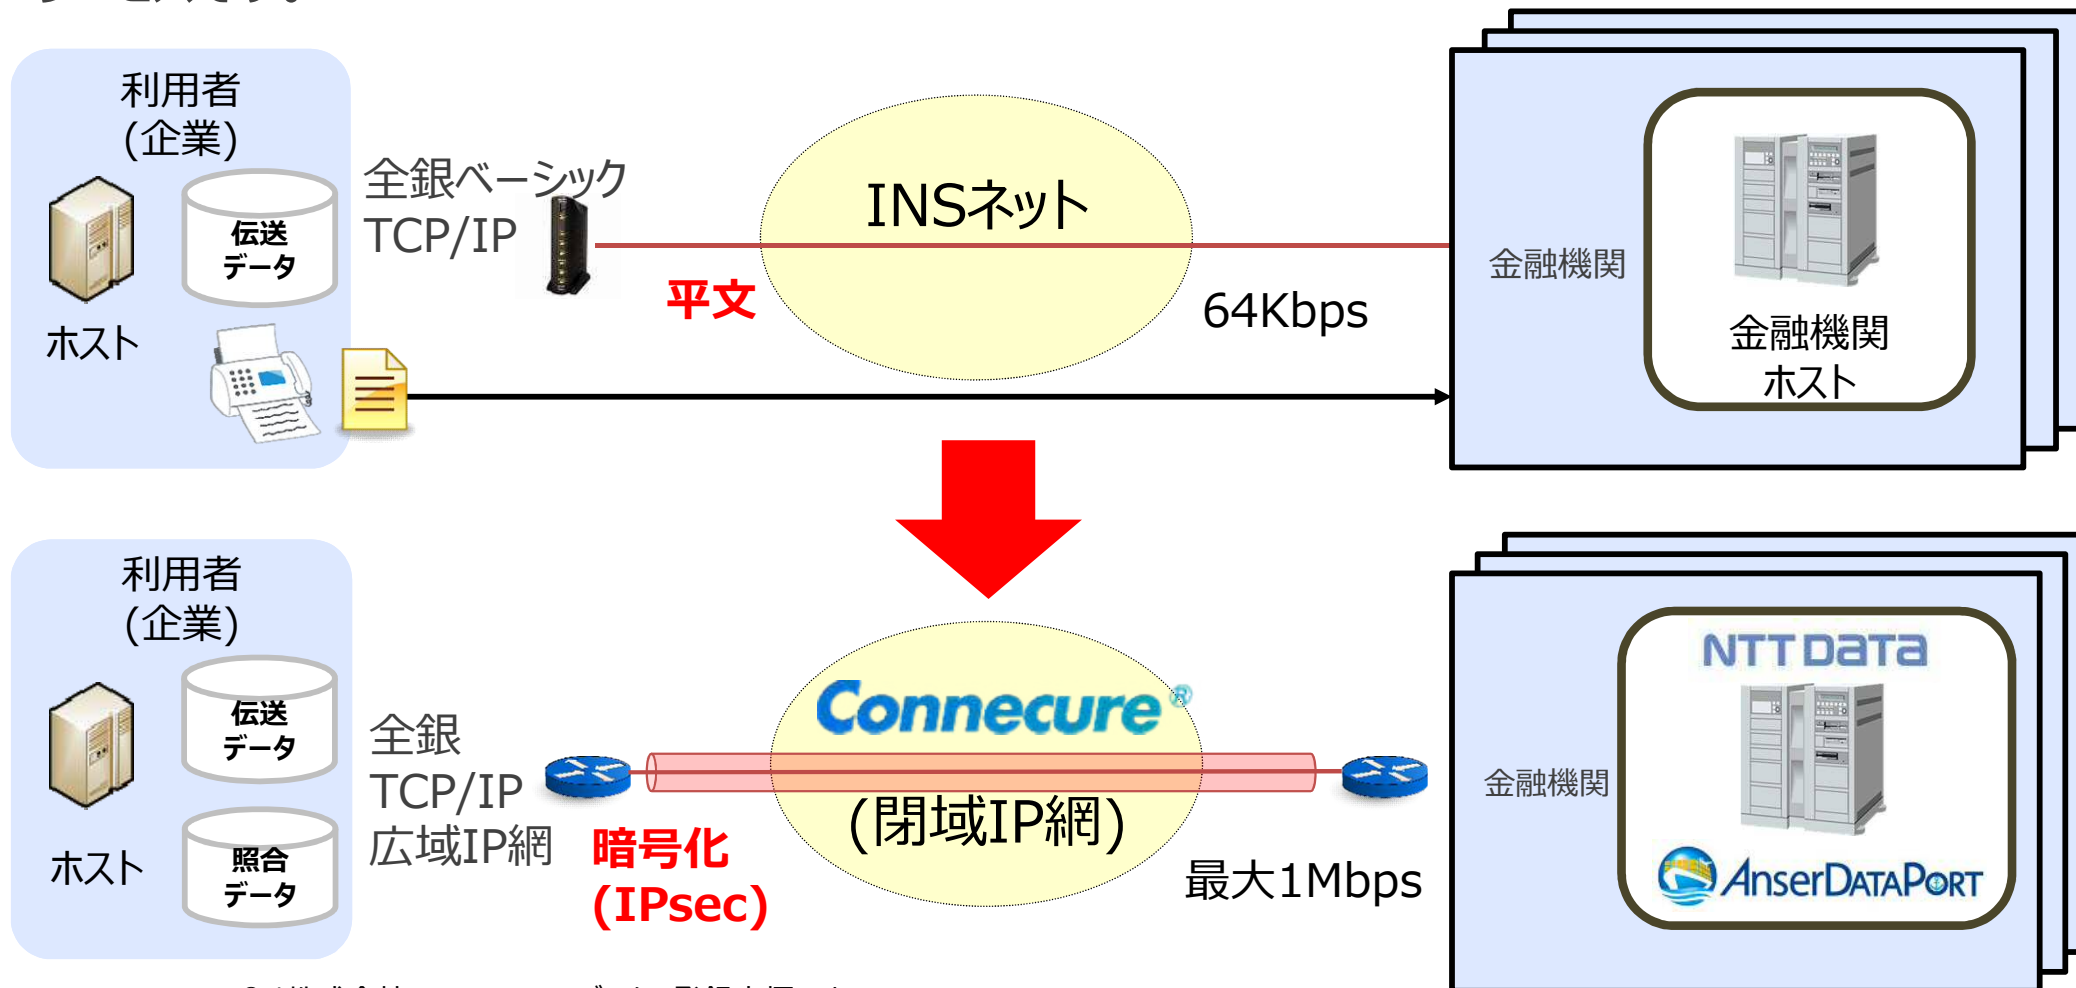 利用者
(企業)
全銀ベーシック
TCP/IP
伝送
データ
ホスト
INSネット
平文
64Kbps
金融機関
金融機関
ホスト
利用者
(企業)
伝送
データ
全銀
TCP/IP
広域IP網
照合
データ
ホスト
暗号化
(IPsec)
Connecure®
(閉域IP網)
最大1Mbps
金融機関
NTT DATA
AnserDATAPORT